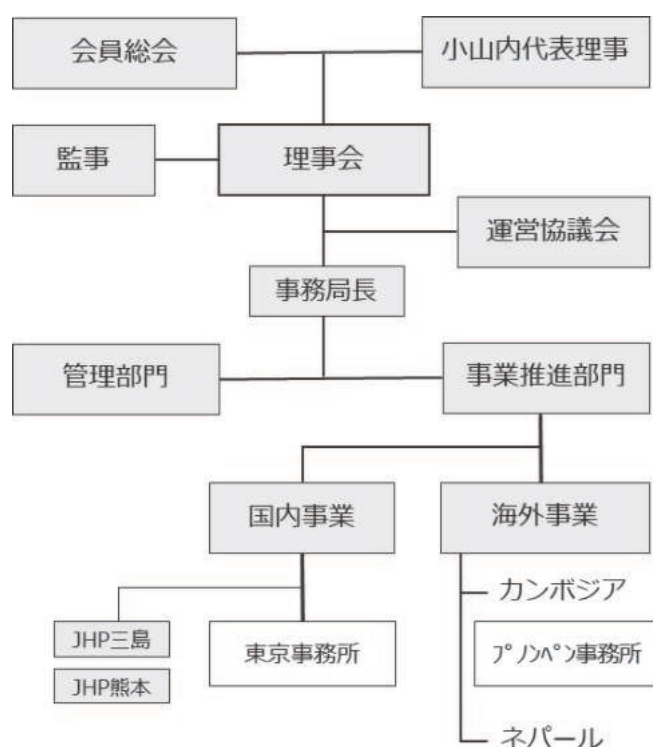 会員総会
小山内代表理事
監事
理事会
運営協議会
事務局長
管理部門
事業推進部門
国内事業
海外事業
カンボジア
JHP三島
東京事務所
プノンペン事務所
JHP熊本
ネパール